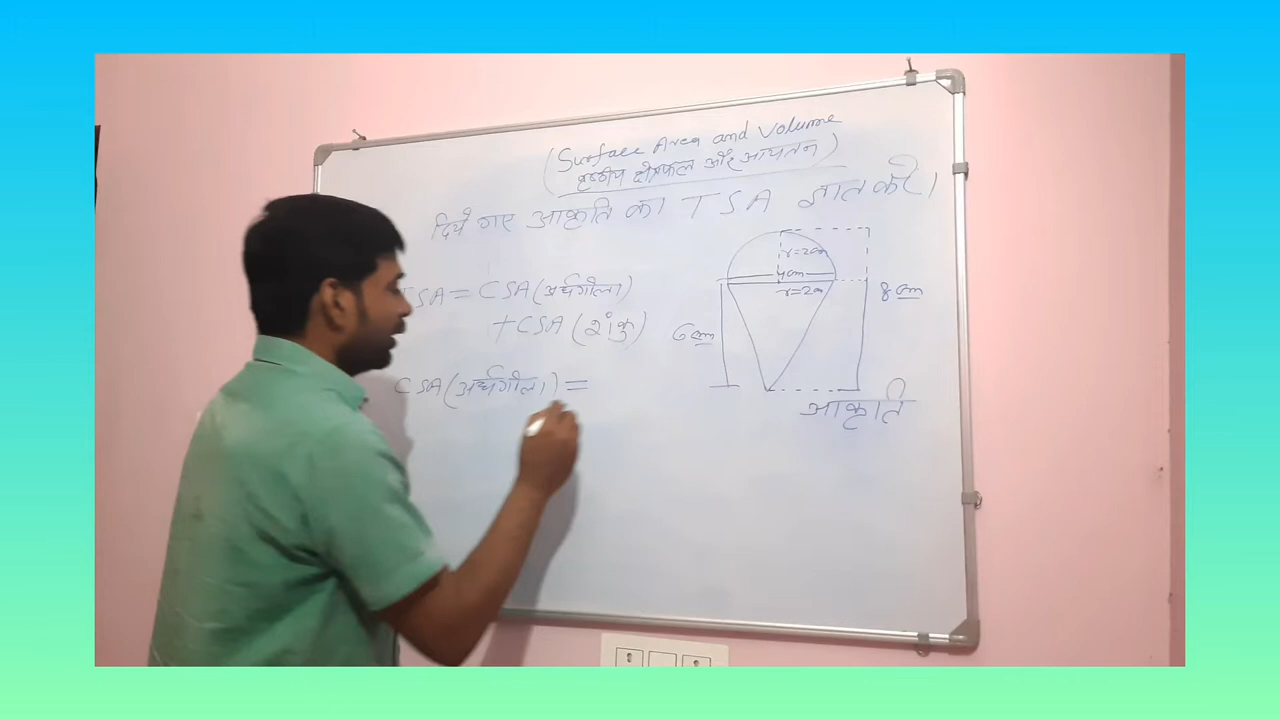 (Surface Area and Volume
पृष्ठीय क्षेत्रफल और आयतन)
दिये गए आकृति का TSA ज्ञात करें।
TSA = CSA (अर्धगोला)
+ CSA (शंकु)
CSA (अर्धगोला) =
r=2cm
4cm
r=2cm
6cm
8cm
आकृति